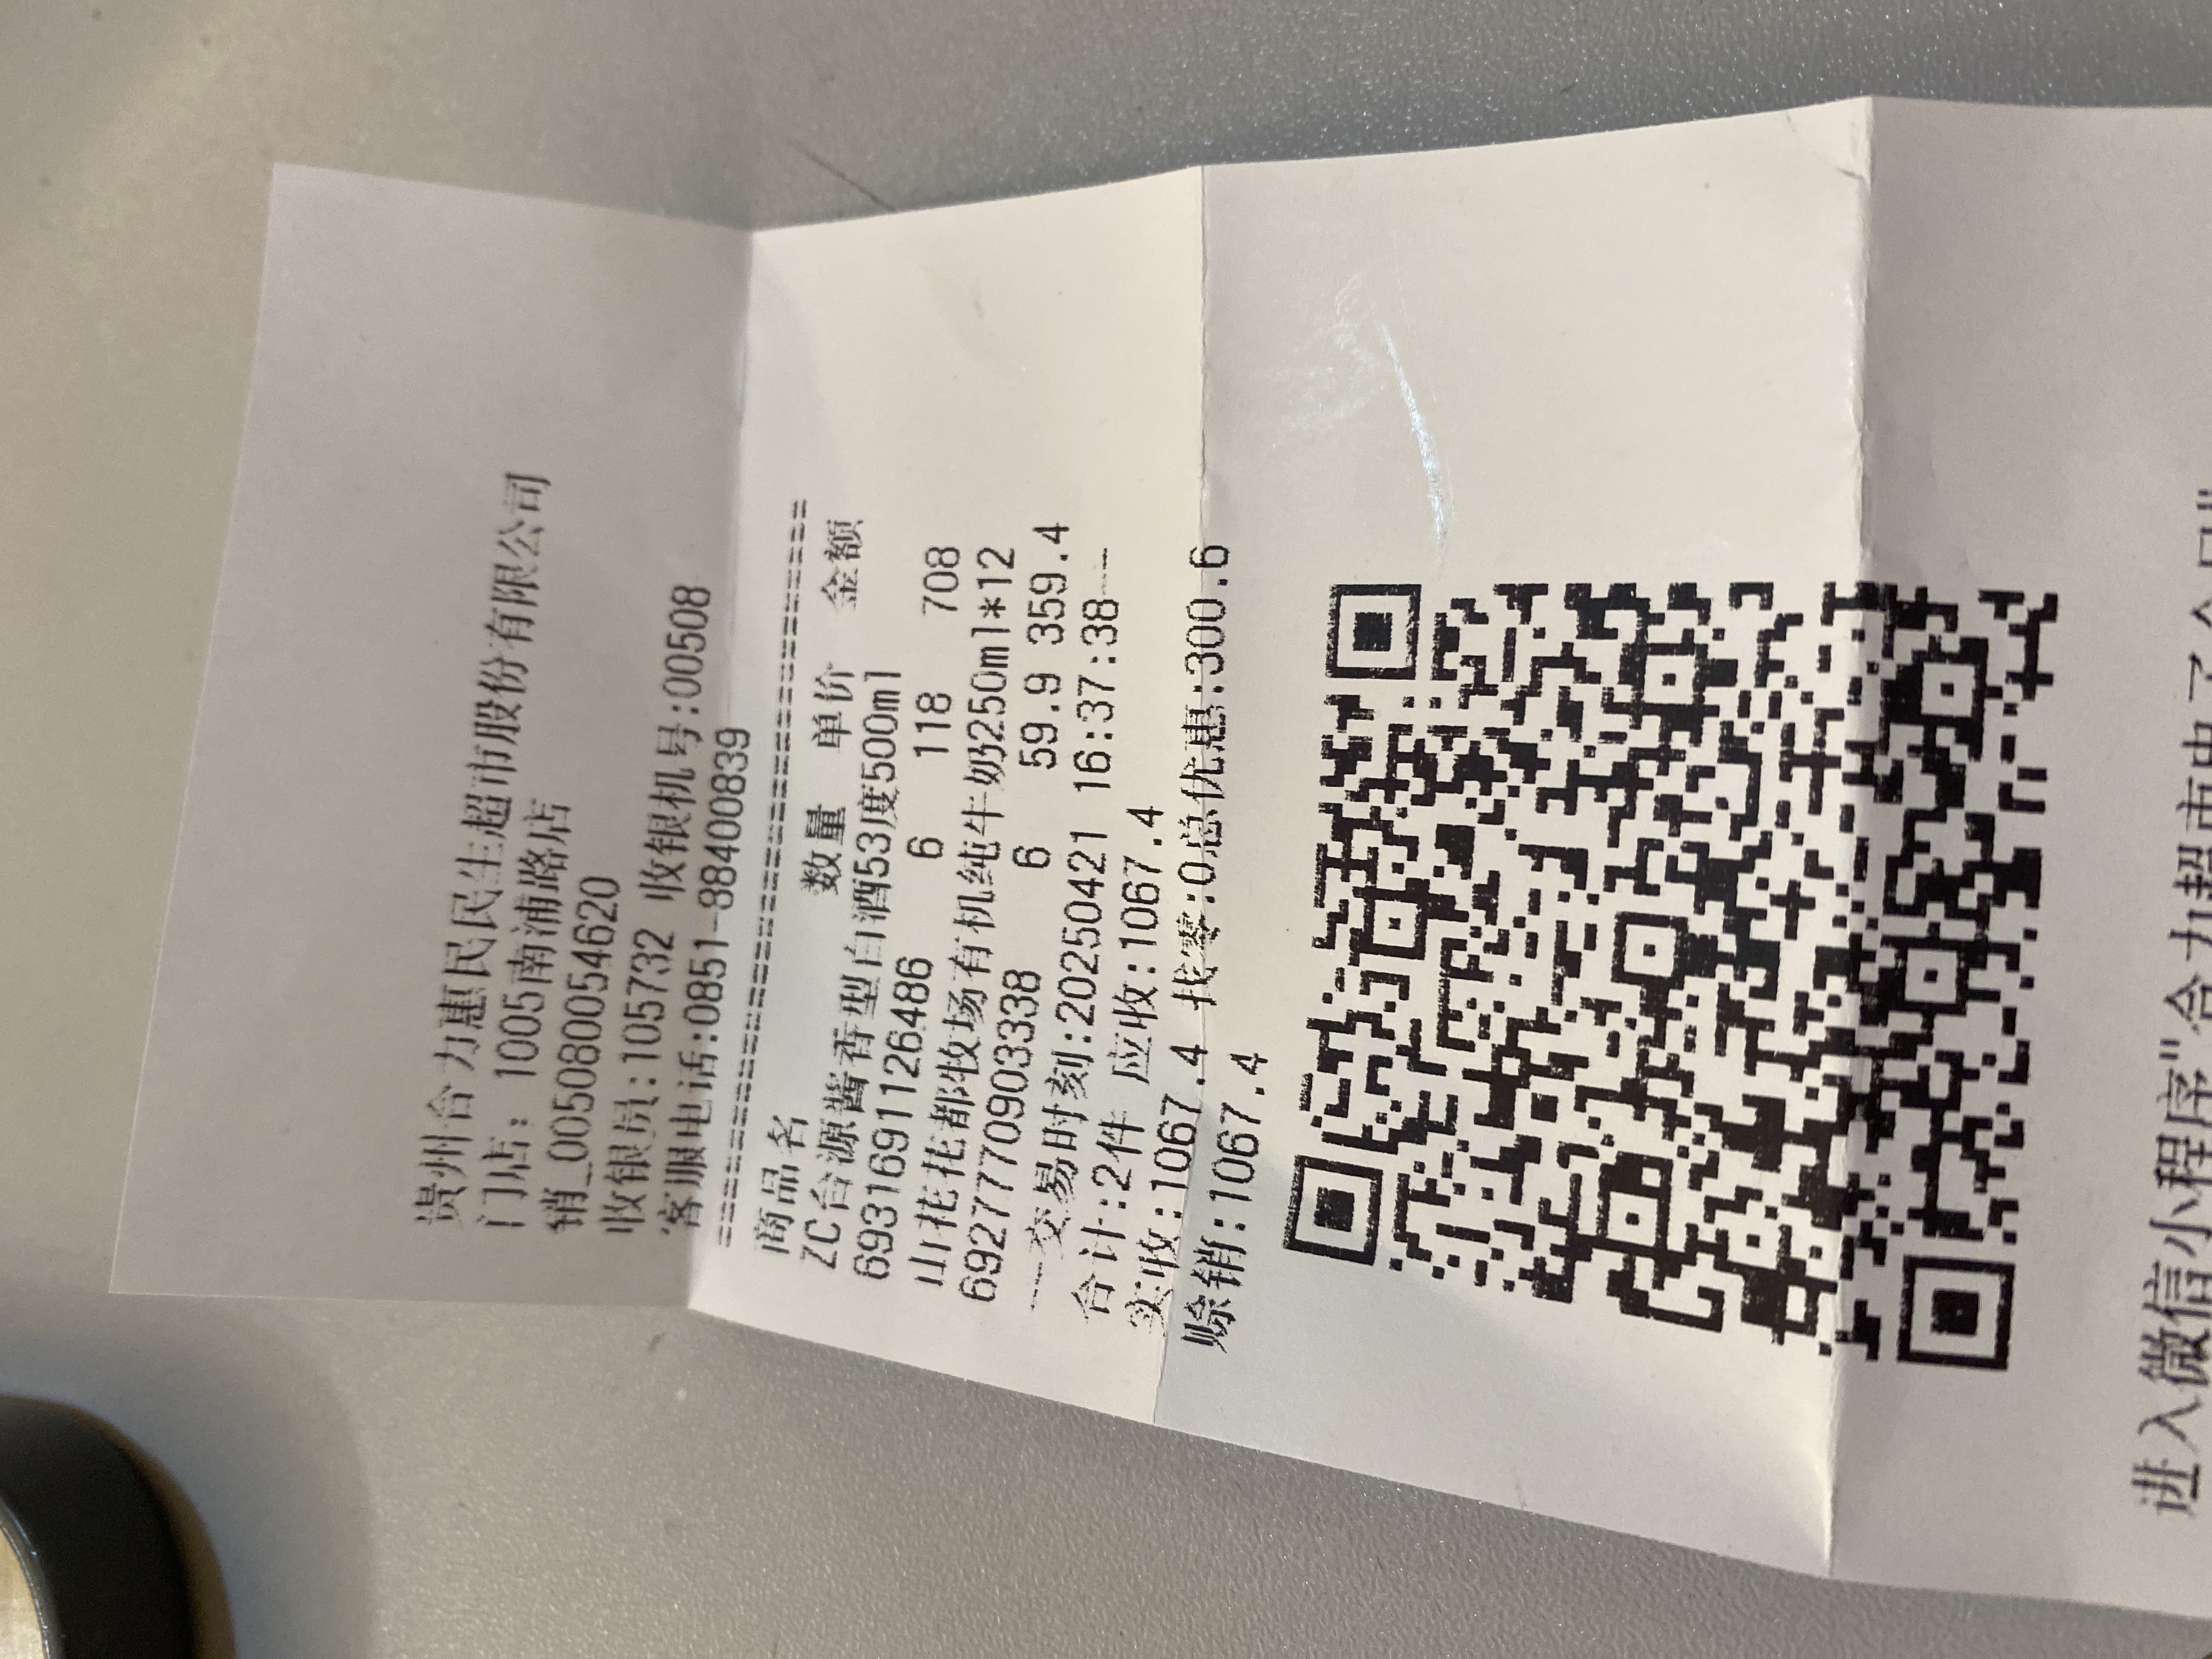 贵州合力惠民民生超市股份有限公司
门店: 1005南浦路店
销_005080054620
收银员:105732 收银机号:00508
客服电话:0851-88400839
================================
商品名 数量 单价 金额
ZC台源酱香型白酒53度500ml
6931691126486 6 118 708
山花花都牧场有机纯牛奶250ml*12
6927770903338 6 59.9 359.4
---交易时刻:20250421 16:37:38---
合计:2件 应收:1067.4
实收:1067.4 找零:0总优惠:300.6
赊销:1067.4
进入微信小程序"合力超市电子会员"